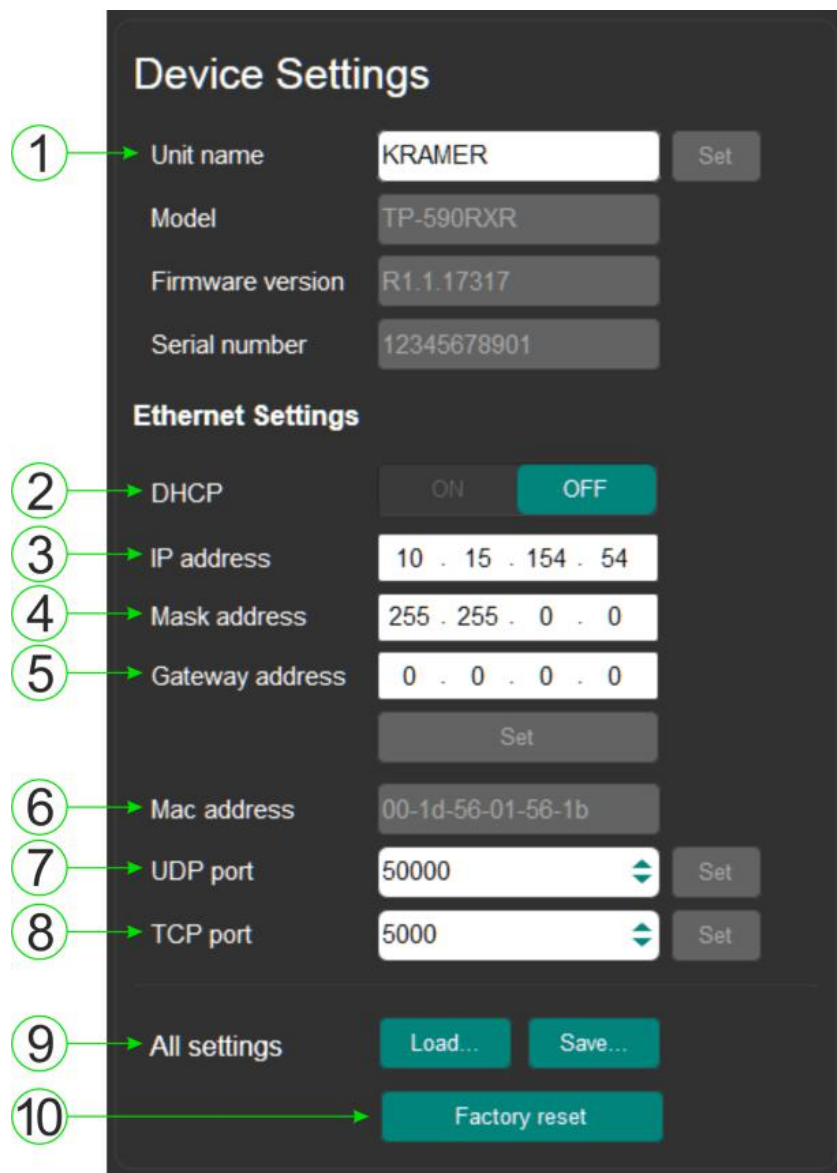 Device Settings
1 Unit name KRAMER Set
Model TP-590RXR
Firmware version R1.1.17317
Serial number 12345678901
Ethernet Settings
2 DHCP ON OFF
3 IP address 10 . 15 . 154 . 54
4 Mask address 255 . 255 . 0 . 0
5 Gateway address 0 . 0 . 0 . 0
Set
6 Mac address 00-1d-56-01-56-1b
7 UDP port 50000 Set
8 TCP port 5000 Set
9 All settings Load... Save...
10 Factory reset